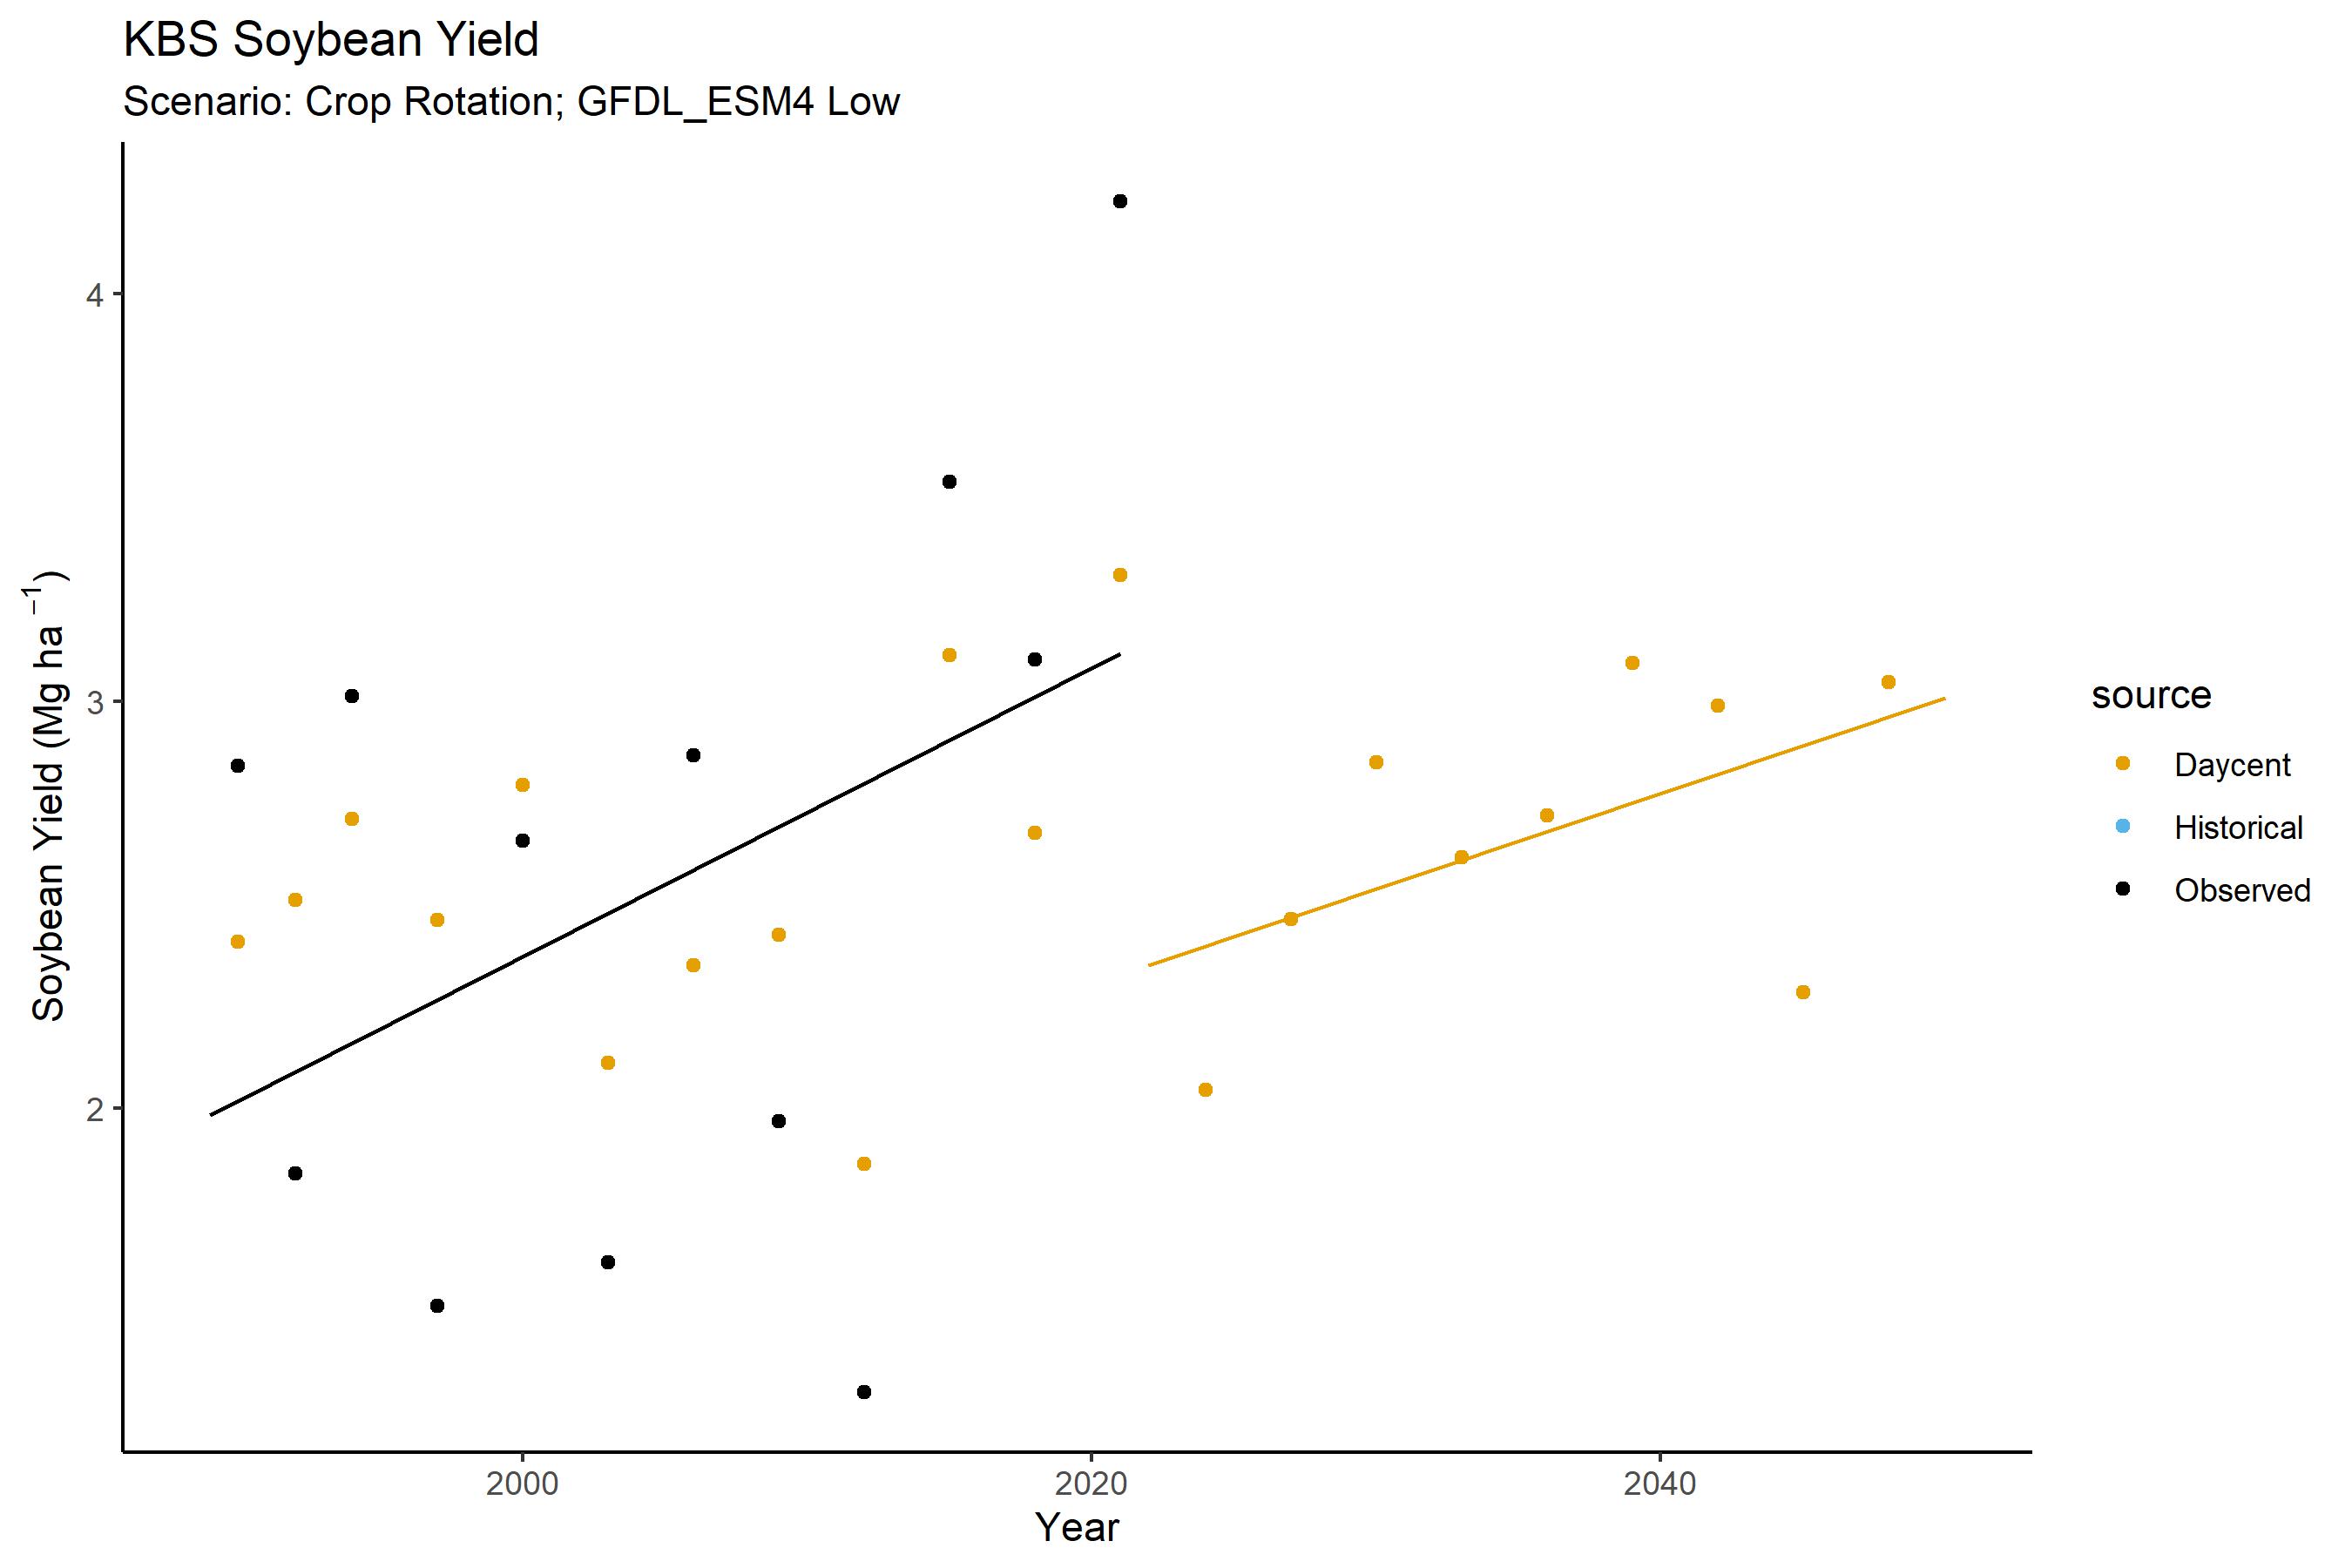 KBS Soybean Yield
Scenario: Crop Rotation; GFDL_ESM4 Low
Soybean Yield (Mg ha −1)
4
3
2
2000
2020
2040
Year
source
Daycent
Historical
Observed